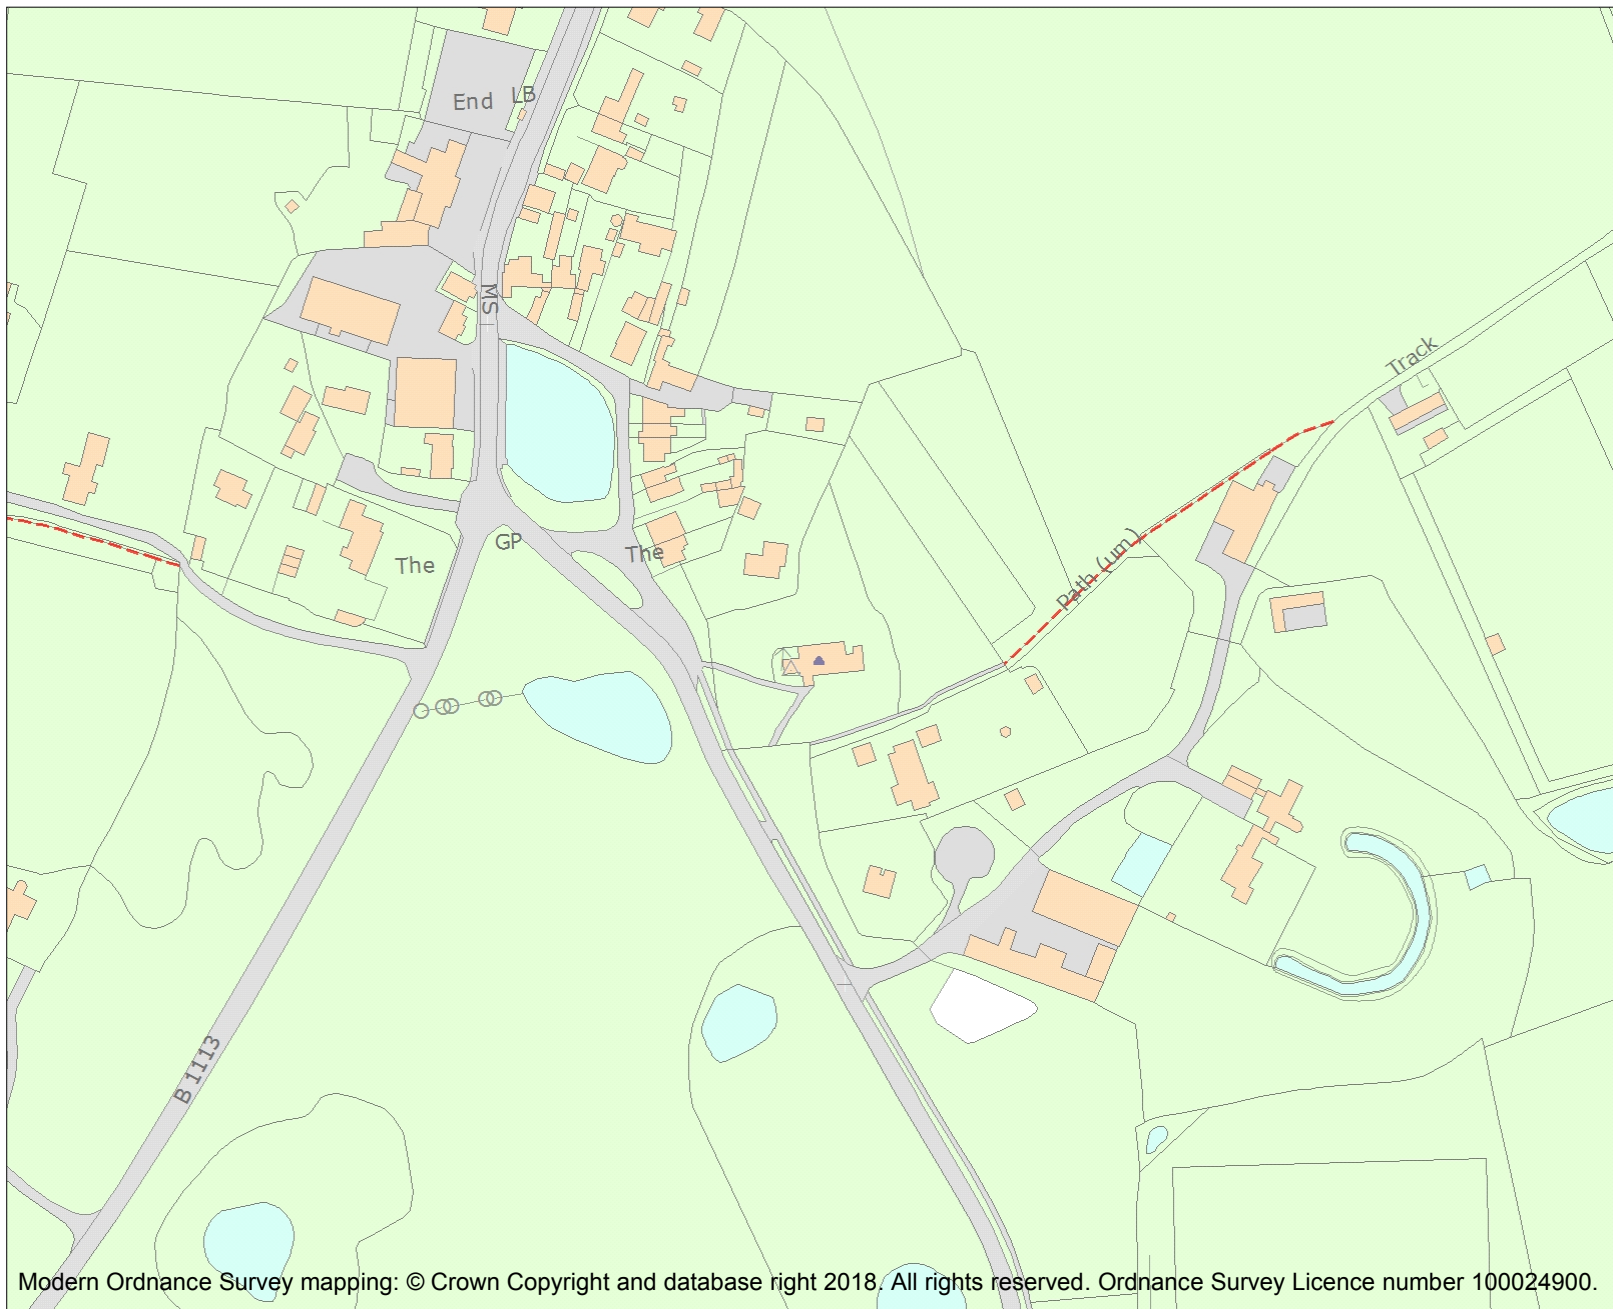 End LB
MS
Track
GP
The
The
Path (um)
B 1113
Modern Ordnance Survey mapping: © Crown Copyright and database right 2018. All rights reserved. Ordnance Survey Licence number 100024900.